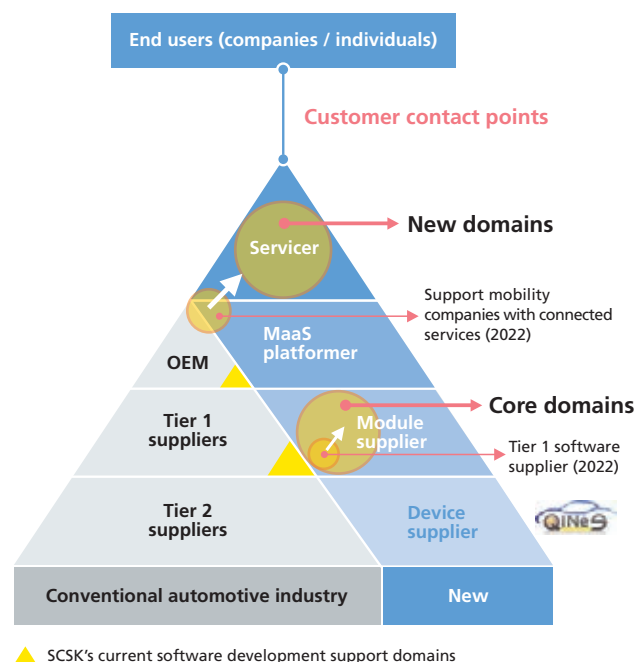 End users (companies / individuals)
Customer contact points
New domains
Servicer
Support mobility
companies with connected
services (2022)
MaaS
platformer
OEM
Core domains
Tier 1
suppliers
Module
supplier
Tier 1 software
supplier (2022)
Tier 2
suppliers
Device
supplier
QINeS
Conventional automotive industry
New
SCSK's current software development support domains